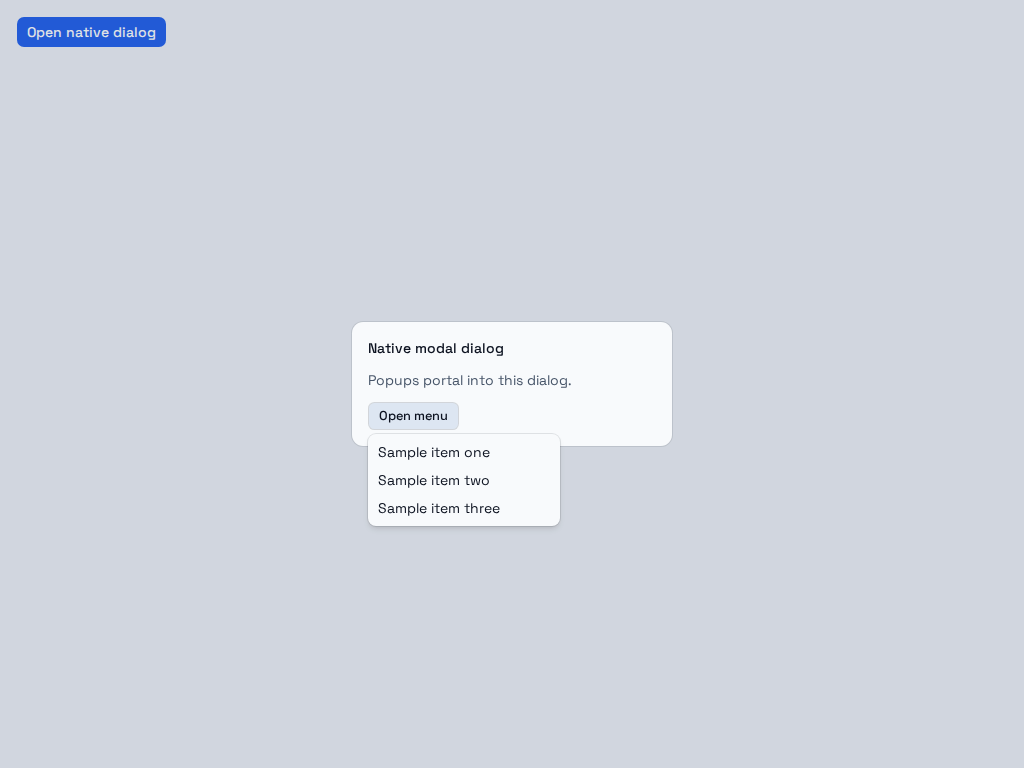 Open native dialog
Native modal dialog
Popups portal into this dialog.
Open menu
Sample item one
Sample item two
Sample item three